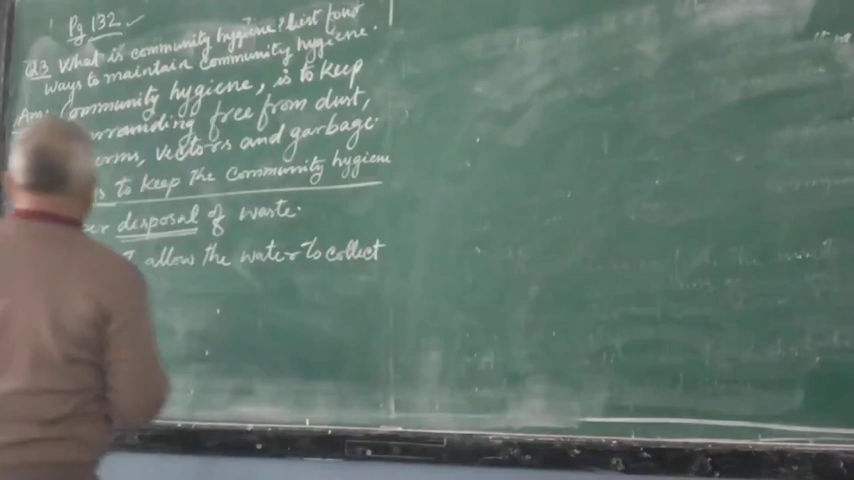 Pg 132
Q3 What is community hygiene? List four
ways to maintain community hygiene.
Ans: Community hygiene, is to keep
surrounding free from dust,
germs, vectors and garbage.
to keep the community hygiene
disposal of waste.
allow the water to collect